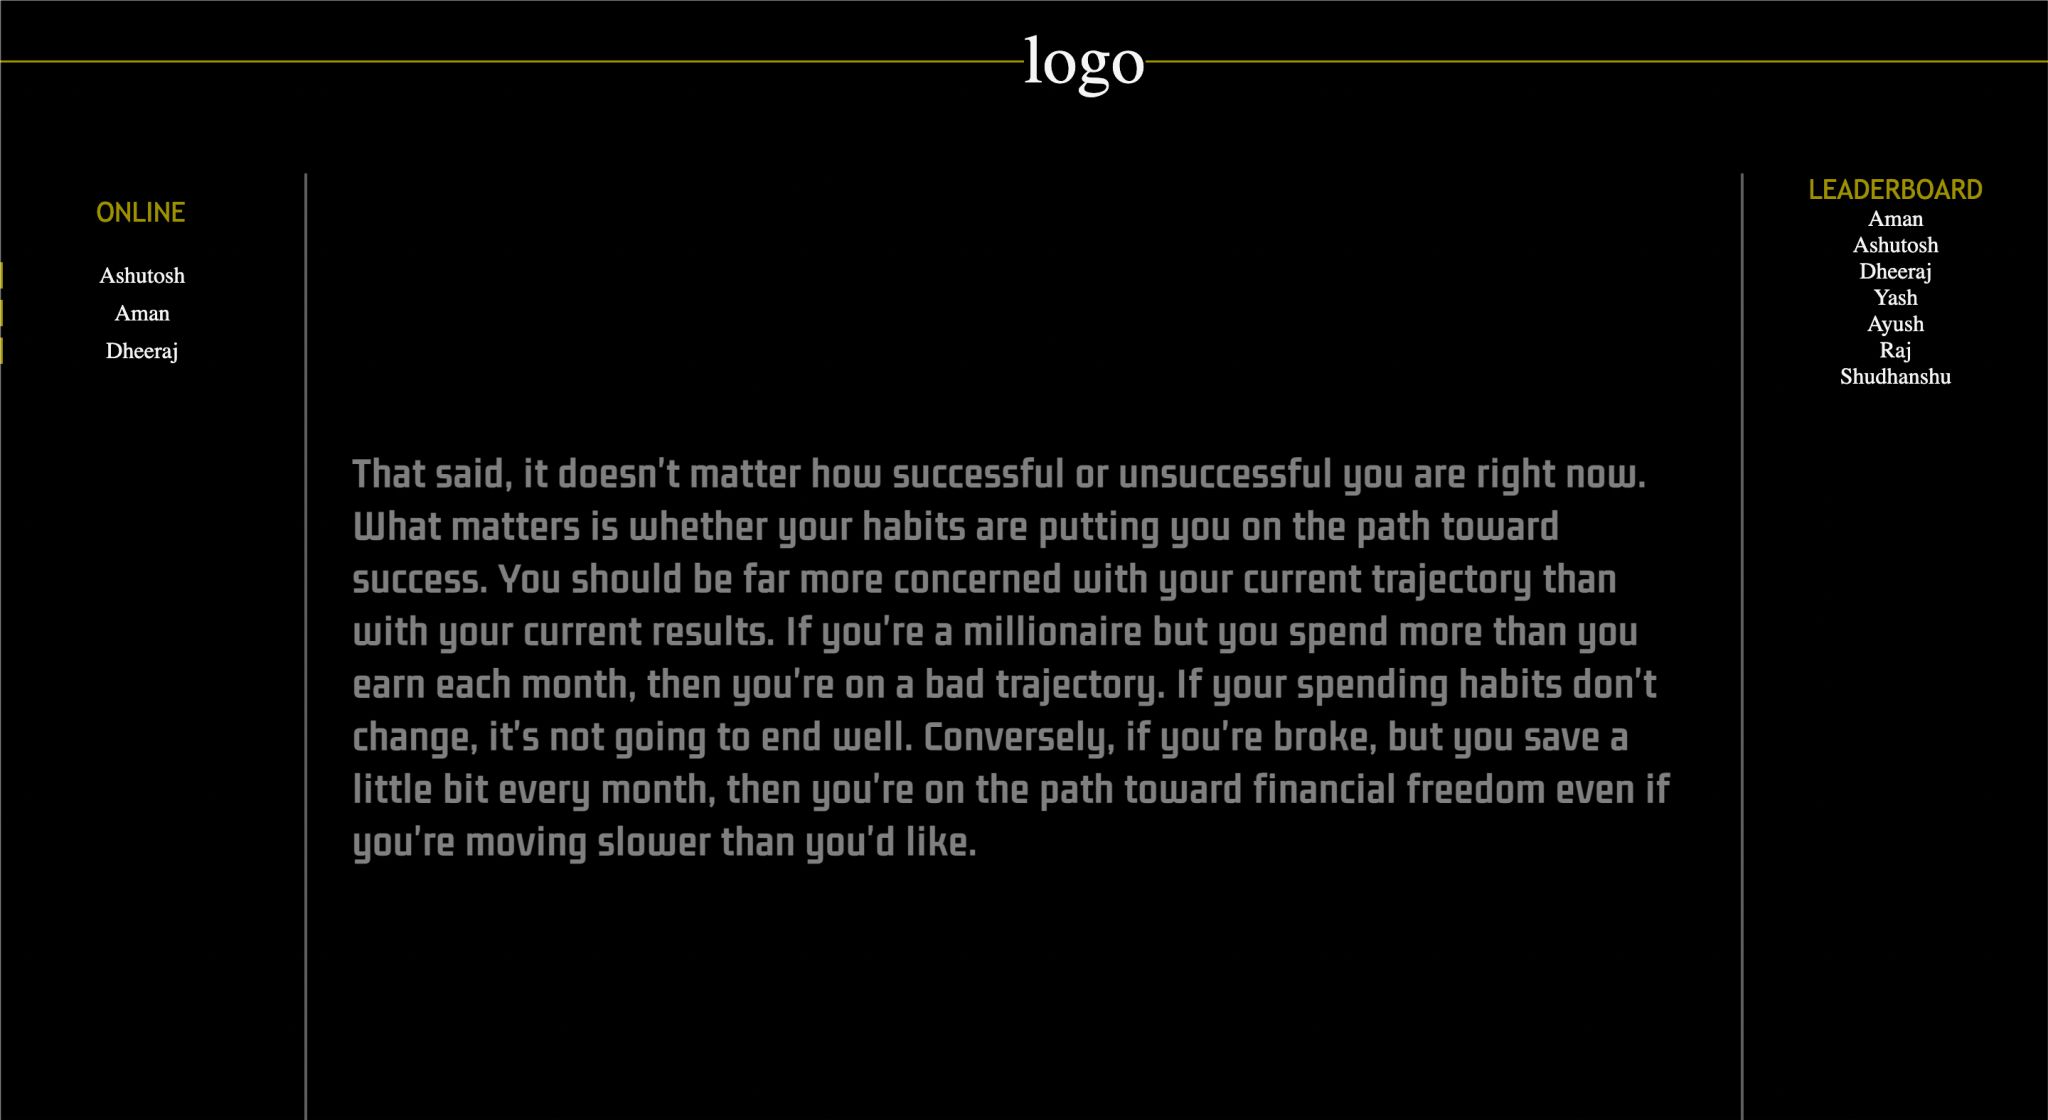 logo
ONLINE
Ashutosh
Aman
Dheeraj
That said, it doesn't matter how successful or unsuccessful you are right now.
What matters is whether your habits are putting you on the path toward
success. You should be far more concerned with your current trajectory than
with your current results. If you're a millionaire but you spend more than you
earn each month, then you're on a bad trajectory. If your spending habits don't
change, it's not going to end well. Conversely, if you're broke, but you save a
little bit every month, then you're on the path toward financial freedom even if
you're moving slower than you'd like.
LEADERBOARD
Aman
Ashutosh
Dheeraj
Yash
Ayush
Raj
Shudhanshu